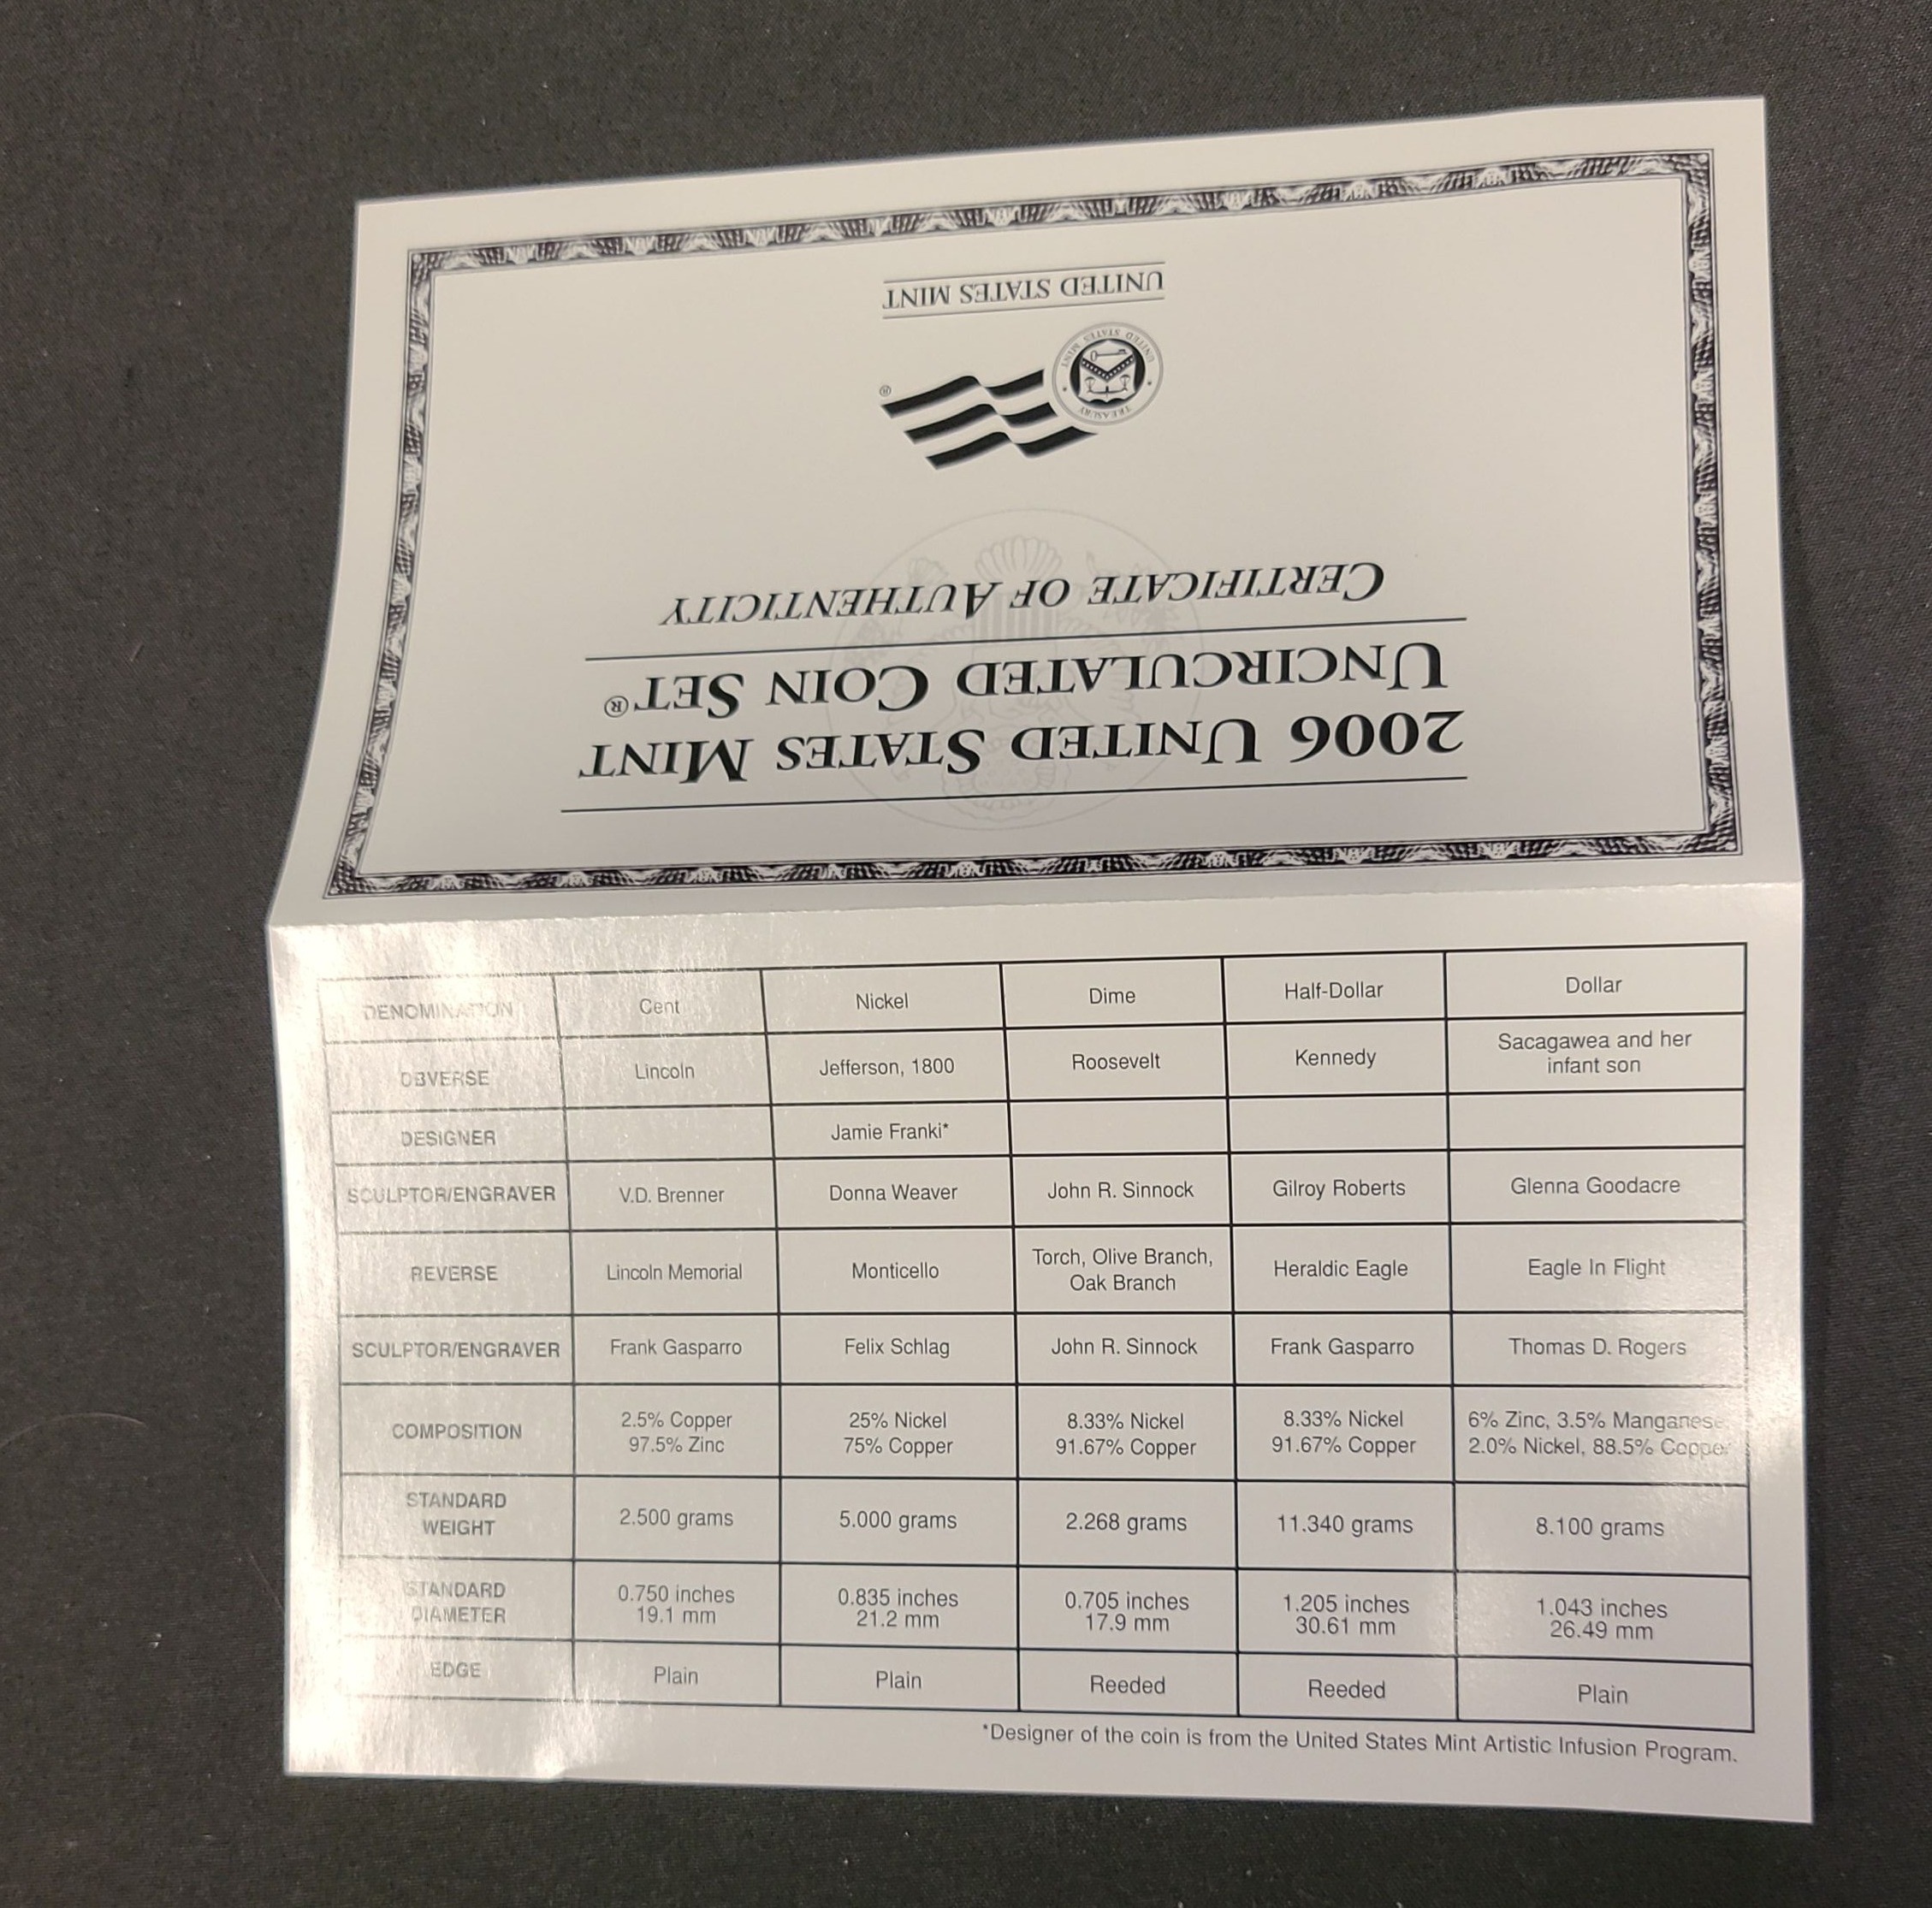 UNITED STATES MINT
TREASURY
UNITED STATES MINT
®
CERTIFICATE OF AUTHENTICITY
UNCIRCULATED COIN SET®
2006 UNITED STATES MINT
DENOMINATION Cent Nickel Dime Half-Dollar Dollar
OBVERSE Lincoln Jefferson, 1800 Roosevelt Kennedy Sacagawea and her
infant son
DESIGNER Jamie Franki*
SCULPTOR/ENGRAVER V.D. Brenner Donna Weaver John R. Sinnock Gilroy Roberts Glenna Goodacre
REVERSE Lincoln Memorial Monticello Torch, Olive Branch, Heraldic Eagle Eagle In Flight
Oak Branch
SCULPTOR/ENGRAVER Frank Gasparro Felix Schlag John R. Sinnock Frank Gasparro Thomas D. Rogers
COMPOSITION 2.5% Copper 25% Nickel 8.33% Nickel 8.33% Nickel 6% Zinc, 3.5% Manganese,
97.5% Zinc 75% Copper 91.67% Copper 91.67% Copper 2.0% Nickel, 88.5% Copper
STANDARD
WEIGHT 2.500 grams 5.000 grams 2.268 grams 11.340 grams 8.100 grams
STANDARD 0.750 inches 0.835 inches 0.705 inches 1.205 inches 1.043 inches
DIAMETER 19.1 mm 21.2 mm 17.9 mm 30.61 mm 26.49 mm
EDGE Plain Plain Reeded Reeded Plain
*Designer of the coin is from the United States Mint Artistic Infusion Program.